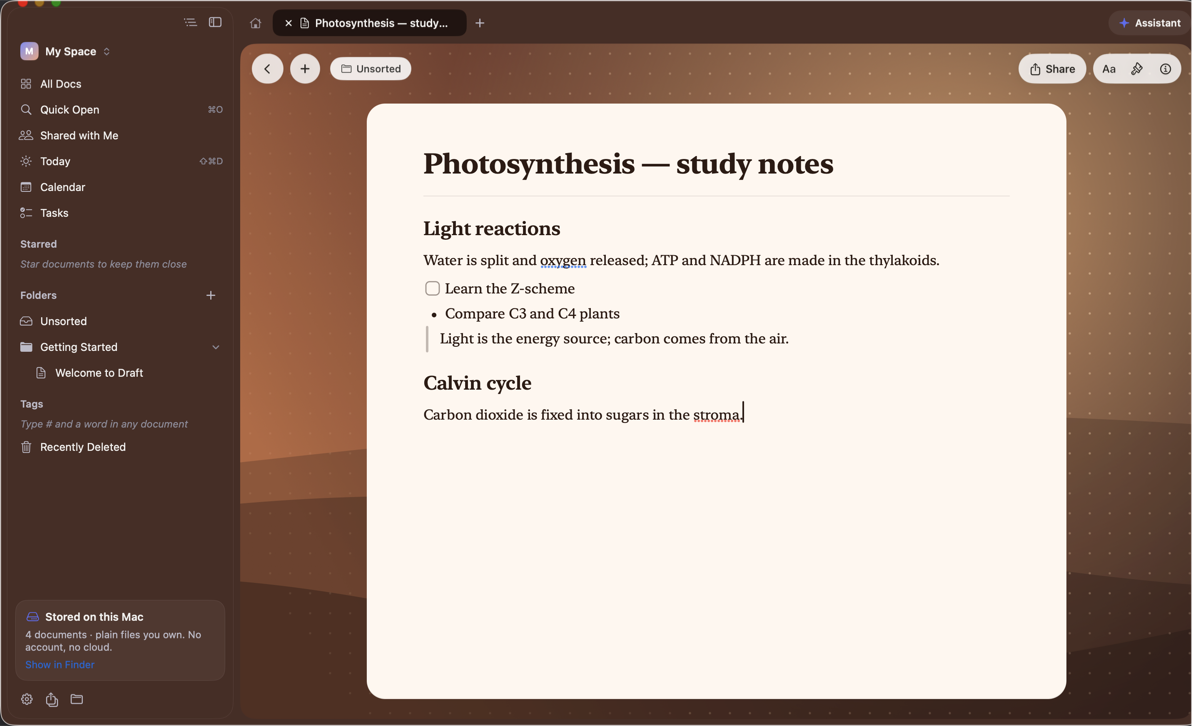 Photosynthesis — study...
Assistant
M My Space
All Docs
Quick Open ⌘O
Shared with Me
Today ⇧⌘D
Calendar
Tasks
Starred
Star documents to keep them close
Folders
Unsorted
Getting Started
Welcome to Draft
Tags
Type # and a word in any document
Recently Deleted
Stored on this Mac
4 documents · plain files you own. No
account, no cloud.
Show in Finder
Unsorted
Share
Aa
Photosynthesis — study notes
Light reactions
Water is split and oxygen released; ATP and NADPH are made in the thylakoids.
Learn the Z-scheme
• Compare C3 and C4 plants
Light is the energy source; carbon comes from the air.
Calvin cycle
Carbon dioxide is fixed into sugars in the stroma.